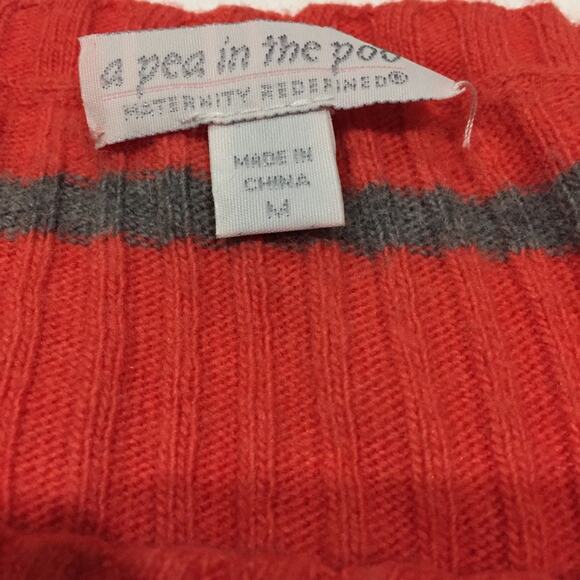 a pea in the pod
MATERNITY REDEFINED®
MADE IN
CHINA
M